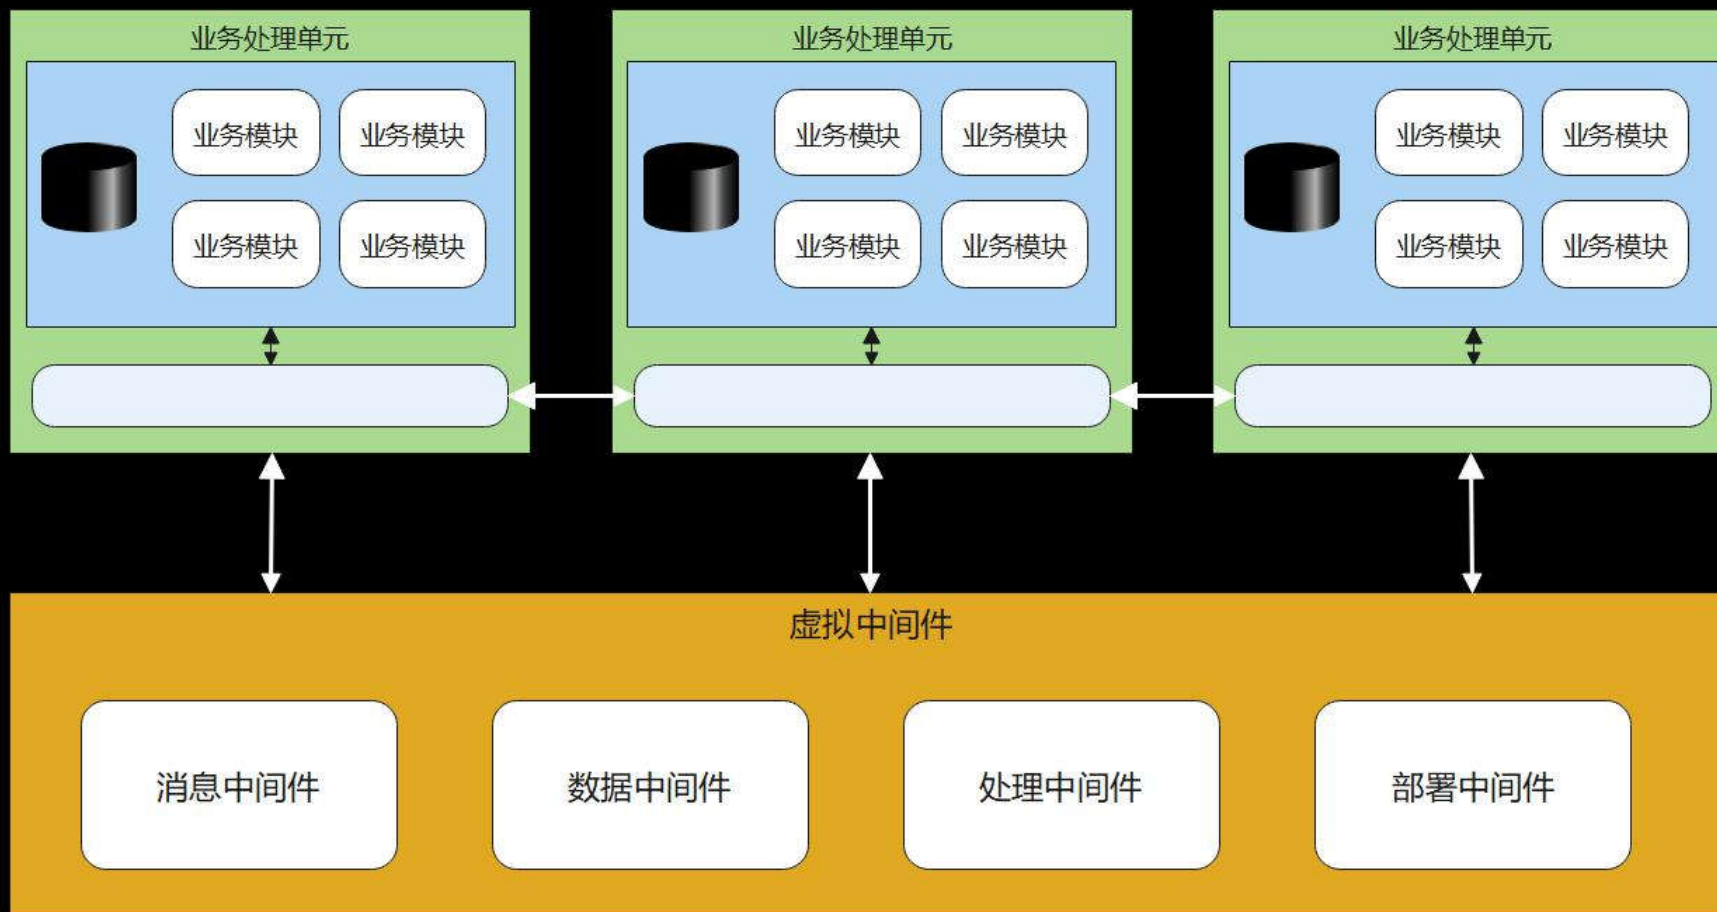 业务处理单元
业务处理单元
业务处理单元
业务模块 业务模块
业务模块 业务模块
业务模块 业务模块
业务模块 业务模块
业务模块 业务模块
业务模块 业务模块
虚拟中间件
消息中间件
数据中间件
处理中间件
部署中间件